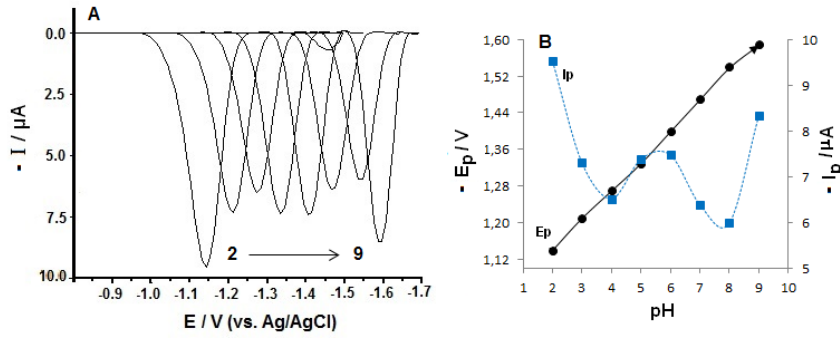 A
0.0
2.5
5.0
7.5
10.0
- I / μA
2 9
-0.9 -1.0 -1.1 -1.2 -1.3 -1.4 -1.5 -1.6 -1.7
E / V (vs. Ag/AgCl)
B
1,60
1,52
1,44
1,36
1,28
1,20
1,12
- Ep / V
Ip
Ep
10
9
8
7
6
5
- Ip /μA
1 2 3 4 5 6 7 8 9 10
pH